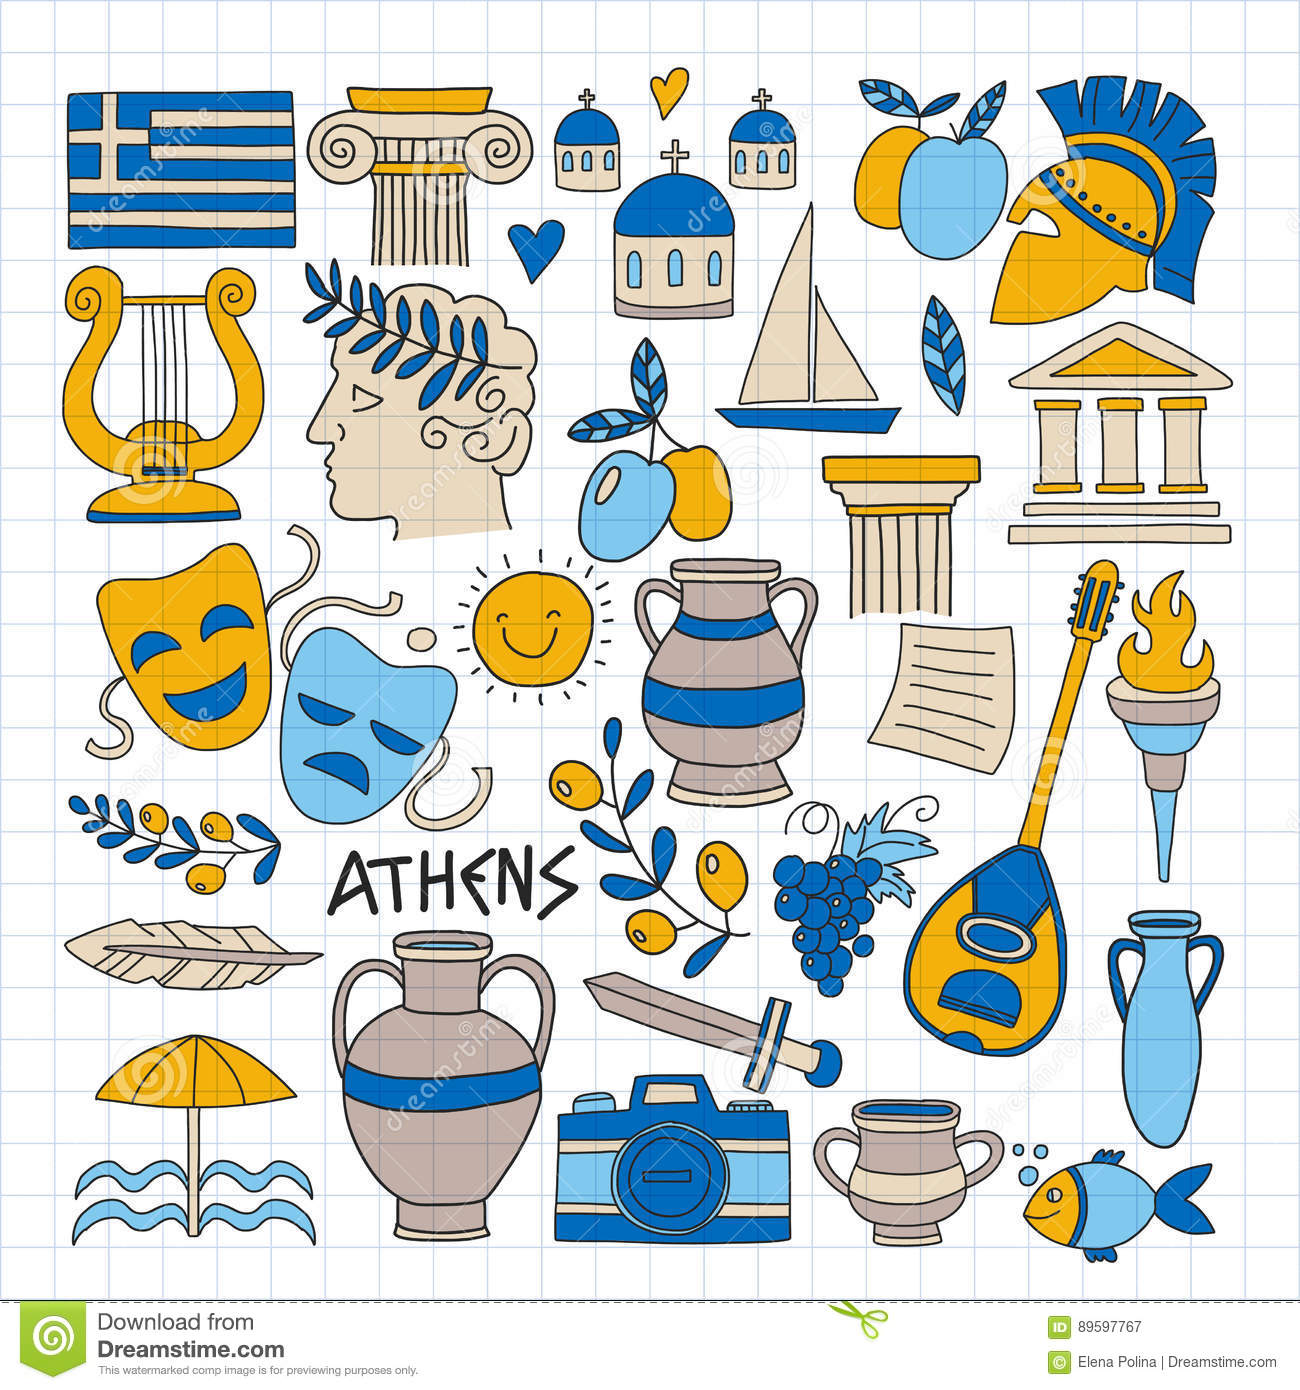 ATHENS
Download from
Dreamstime.com
This watermarked comp image is for previewing purposes only.
ID 89597767
© Elena Polina | Dreamstime.com